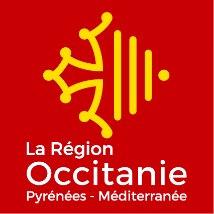 La Région
Occitanie
Pyrénées - Méditerranée